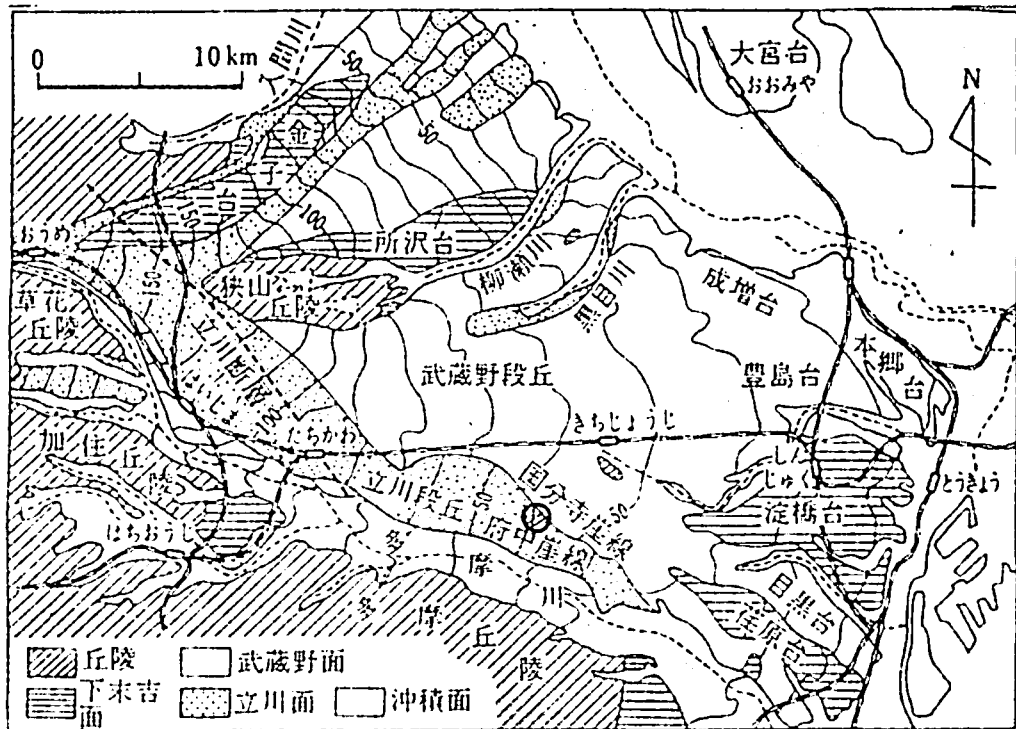 0 10km
入間川
50
大宮台
おおみや
N
金子台
50
100
150
所沢台
おうめ
狭山
丘陵
柳瀬川
黒目川
成増台
草花
丘陵
150
立川断層
100
武蔵野段丘
豊島台
本郷台
加住丘陵
たちかわ
きちじょうじ
しんじゅく
とうきょう
国分寺崖線
50
立川段丘
50
府中崖線
淀橋台
はちおうじ
多摩川
目黒台
荏原台
多摩丘陵
丘陵
武蔵野面
下末吉面
立川面
沖積面